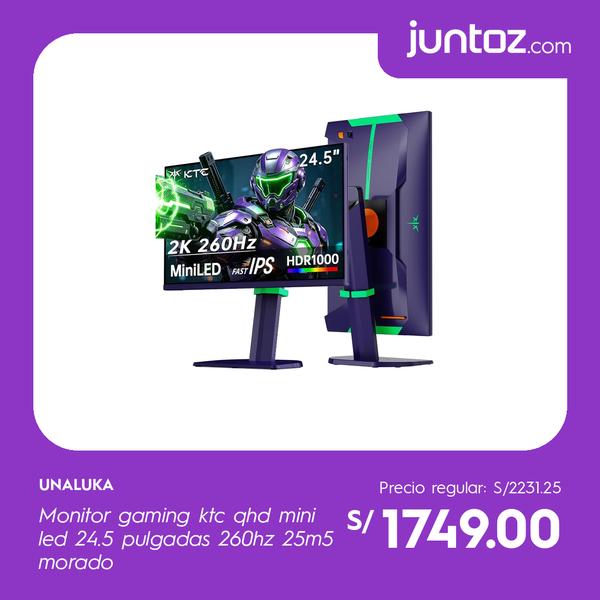 juntoz.com
KTC
24.5"
2K 260Hz
MiniLED FAST IPS HDR1000
UNALUKA
Monitor gaming ktc qhd mini
led 24.5 pulgadas 260hz 25m5
morado
Precio regular: S/2231.25
S/ 1749.00